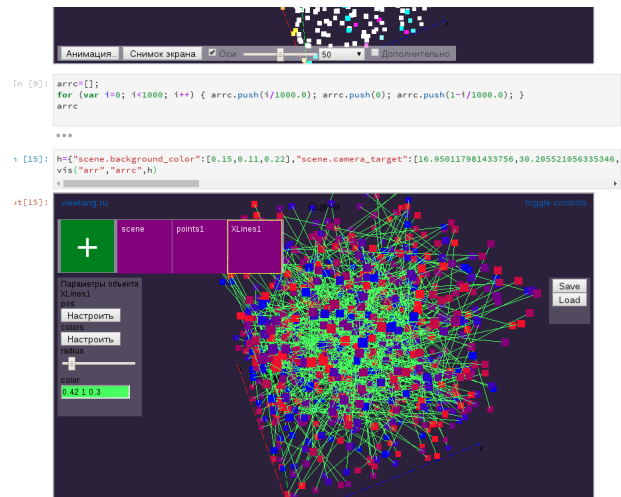 Анимация..
Снимок экрана
Оси
50
Дополнительно
In [9]:
arrc=[];
for (var i=0; i<1000; i++) { arrc.push(i/1000.0); arrc.push(0); arrc.push(1-i/1000.0); }
arrc
[15]:
h={"scene.background_color":[0.15,0.11,0.22],"scene.camera_target":[16.950117981433756,30.205521056335346,
vis("arr","arrc",h)
ut[15]:
viewlang.ru
Сцена
toggle controls
+
scene
points1
XLines1
Параметры объекта
XLines1
pos
Настроить
colors
Настроить
radius
color
0.42 1 0.3
Save
Load